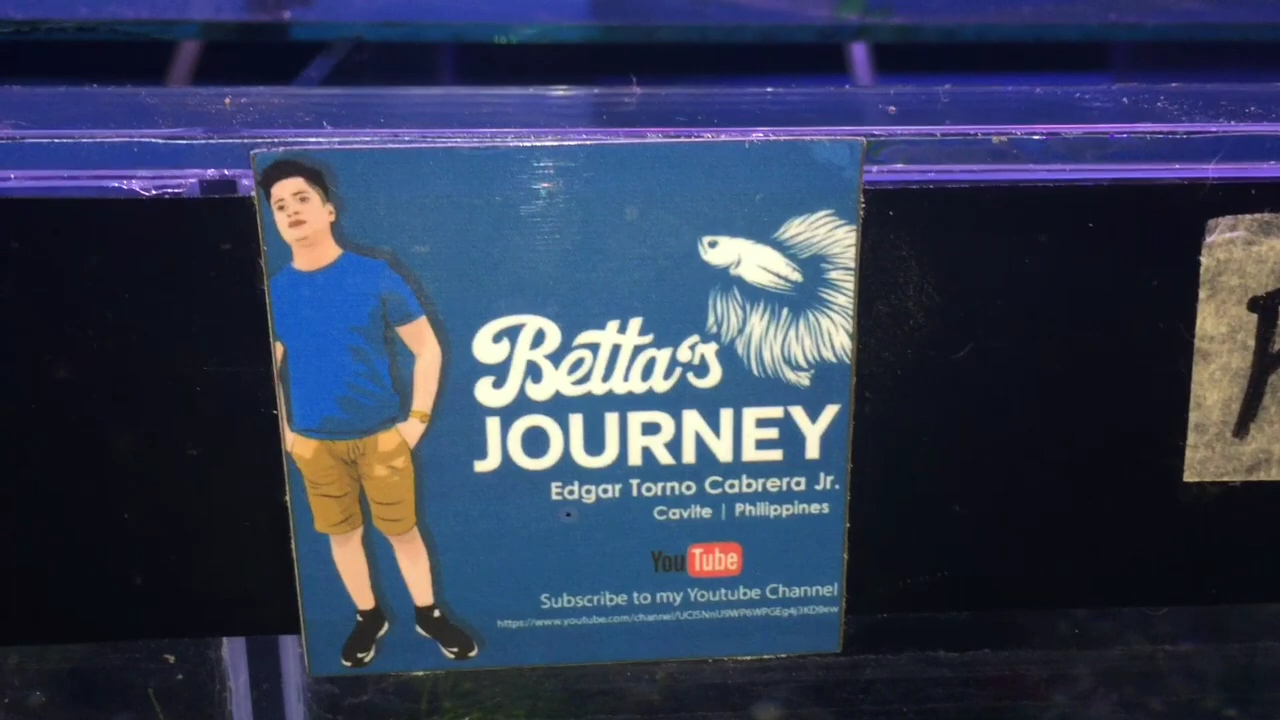 Betta's
JOURNEY
Edgar Torno Cabrera Jr.
Cavite | Philippines
YouTube
Subscribe to my Youtube Channel